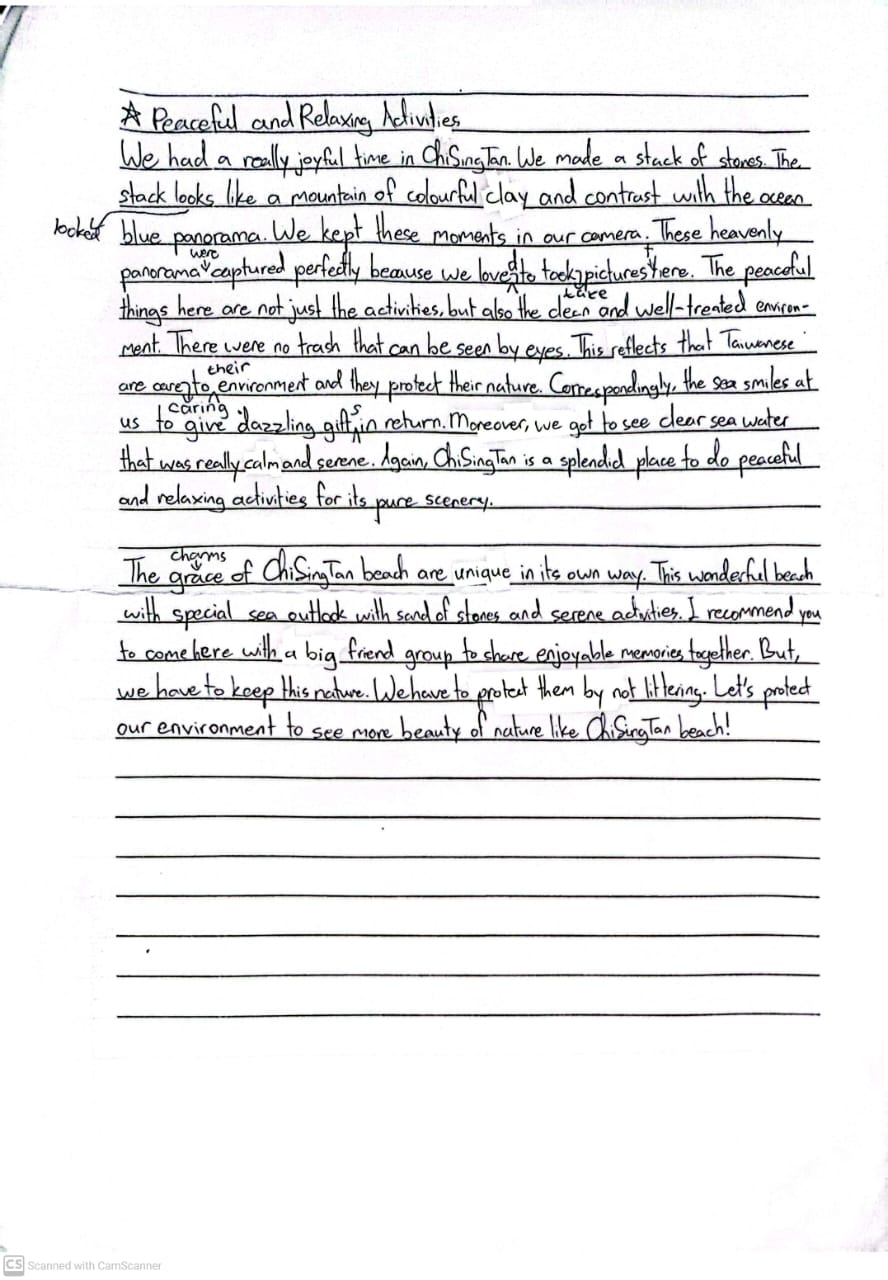 ☆ Peaceful and Relaxing Activities
We had a really joyful time in ChiSingTan. We made a stack of stones. The
stack looks like a mountain of colourful clay and contrast with the ocean
looked
blue panorama. We kept these moments in our camera. These heavenly
were
panorama captured perfectly because we loved to took pictures here. The peaceful
take
things here are not just the activities, but also the clean and well-treated environ-
ment. There were no trash that can be seen by eyes. This reflects that Taiwanese
their
are care to environment and they protect their nature. Correspondingly, the sea smiles at
caring
us to give dazzling gifts in return. Moreover, we got to see clear sea water
that was really calm and serene. Again, ChiSingTan is a splendid place to do peaceful
and relaxing activities for its pure scenery.
charms
The grace of ChiSingTan beach are unique in its own way. This wonderful beach
with special sea outlook with sand of stones and serene activities. I recommend you
to come here with a big friend group to share enjoyable memories together. But,
we have to keep this nature. We have to protect them by not littering. Let's protect
our environment to see more beauty of nature like ChiSingTan beach!
CS Scanned with CamScanner